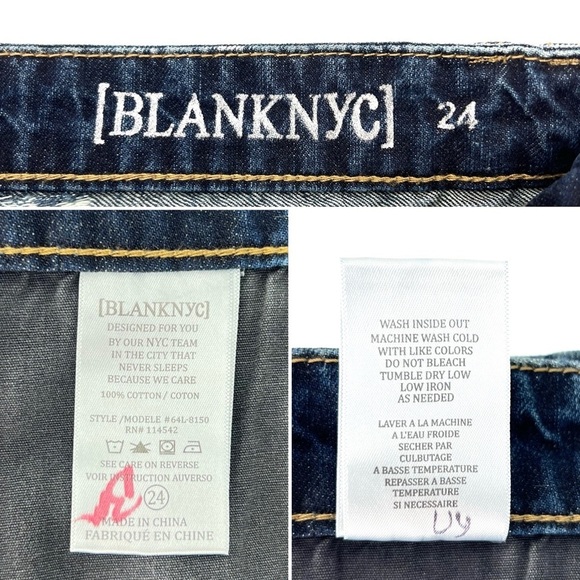 [BLANKNYC] 24
[BLANKNYC]
DESIGNED FOR YOU
BY OUR NYC TEAM
IN THE CITY THAT
NEVER SLEEPS
BECAUSE WE CARE
100% COTTON / COTON
STYLE /MODELE #64L-8150
RN# 114542
SEE CARE ON REVERSE
VOIR INSTRUCTION AUVERSO
24
MADE IN CHINA
FABRIQUÉ EN CHINE
WASH INSIDE OUT
MACHINE WASH COLD
WITH LIKE COLORS
DO NOT BLEACH
TUMBLE DRY LOW
LOW IRON
AS NEEDED
LAVER A LA MACHINE
A L'EAU FROIDE
SECHER PAR
CULBUTAGE
A BASSE TEMPERATURE
REPASSER A BASSE
TEMPERATURE
SI NECESSAIRE